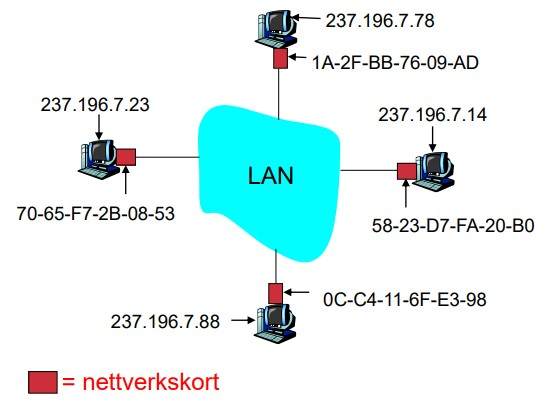 237.196.7.78
1A-2F-BB-76-09-AD
237.196.7.23
237.196.7.14
LAN
70-65-F7-2B-08-53
58-23-D7-FA-20-B0
0C-C4-11-6F-E3-98
237.196.7.88
= nettverkskort